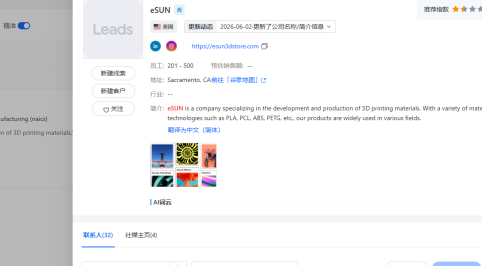 eSUN
推荐指数
精准
Leads
美国
更新动态 2026-06-02-更新了公司名称/简介信息
https://esun3dstore.com
员工: 201 - 500 预估销售额: --
新建线索
地址: Sacramento, CA前往『谷歌地图』
新建客户
行业: --
关注
简介: eSUN is a company specializing in the development and production of 3D printing materials. With a variety of mate
technologies such as PLA, PCL, ABS, PETG, etc., our products are widely used in various fields.
ufacturing (naics)
翻译为中文（简体）
on of 3D printing materials.
AI词云
联系人(32) 社媒主页(4)